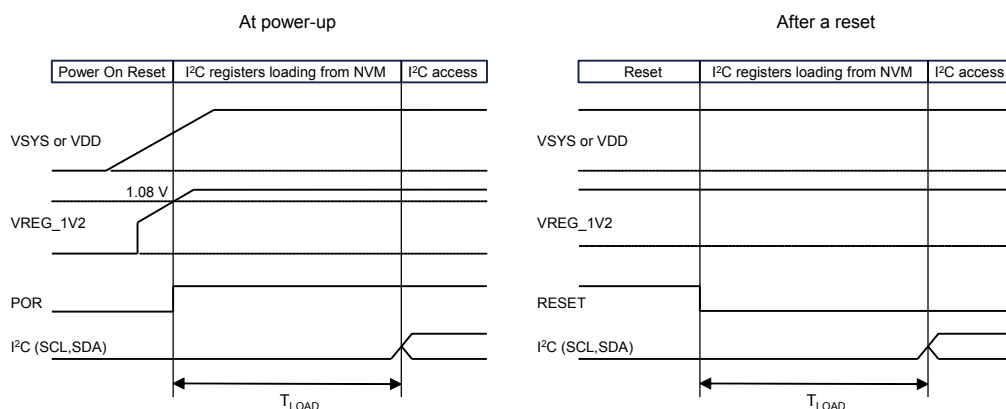 At power-up
After a reset
Power On Reset
I²C registers loading from NVM
I²C access
Reset
I²C registers loading from NVM
I²C access
VSYS or VDD
VSYS or VDD
1.08 V
VREG_1V2
VREG_1V2
POR
RESET
I²C (SCL,SDA)
I²C (SCL,SDA)
TLOAD
TLOAD